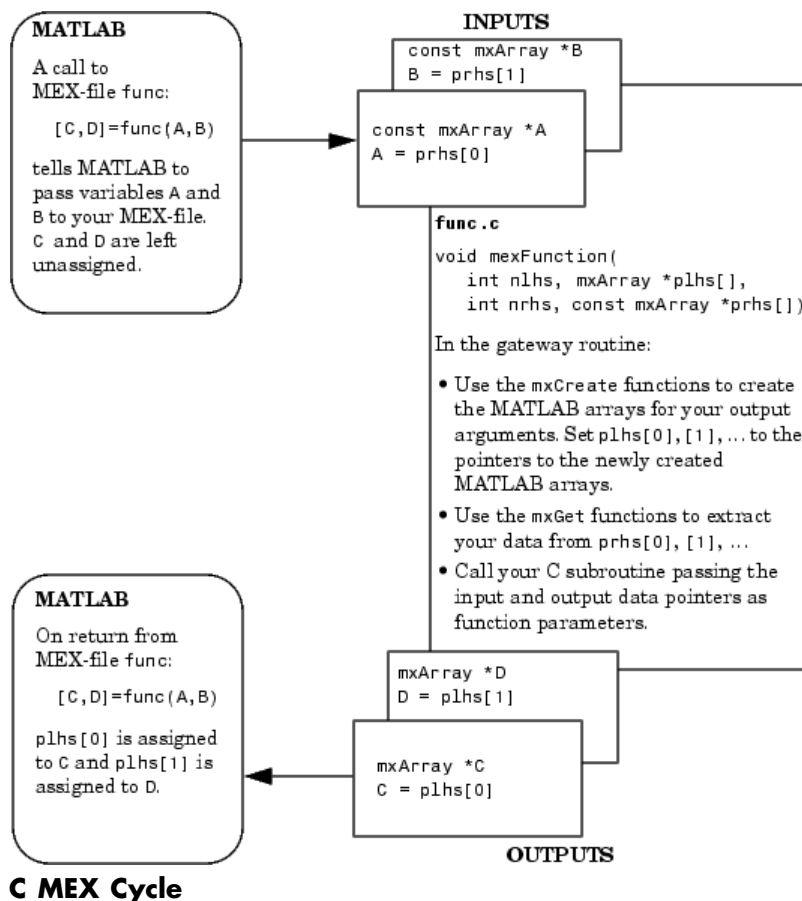 MATLAB
A call to
MEX-file func:
[C,D]=func(A,B)
tells MATLAB to
pass variables A and
B to your MEX-file.
C and D are left
unassigned.
INPUTS
const mxArray *B
B = prhs[1]
const mxArray *A
A = prhs[0]
func.c
void mexFunction(
int nlhs, mxArray *plhs[],
int nrhs, const mxArray *prhs[])
In the gateway routine:
• Use the mxCreate functions to create
the MATLAB arrays for your output
arguments. Set plhs[0],[1],... to the
pointers to the newly created
MATLAB arrays.
• Use the mxGet functions to extract
your data from prhs[0], [1], ...
• Call your C subroutine passing the
input and output data pointers as
function parameters.
MATLAB
On return from
MEX-file func:
[C,D]=func(A,B)
plhs[0] is assigned
to C and plhs[1] is
assigned to D.
mxArray *D
D = plhs[1]
mxArray *C
C = plhs[0]
OUTPUTS
C MEX Cycle